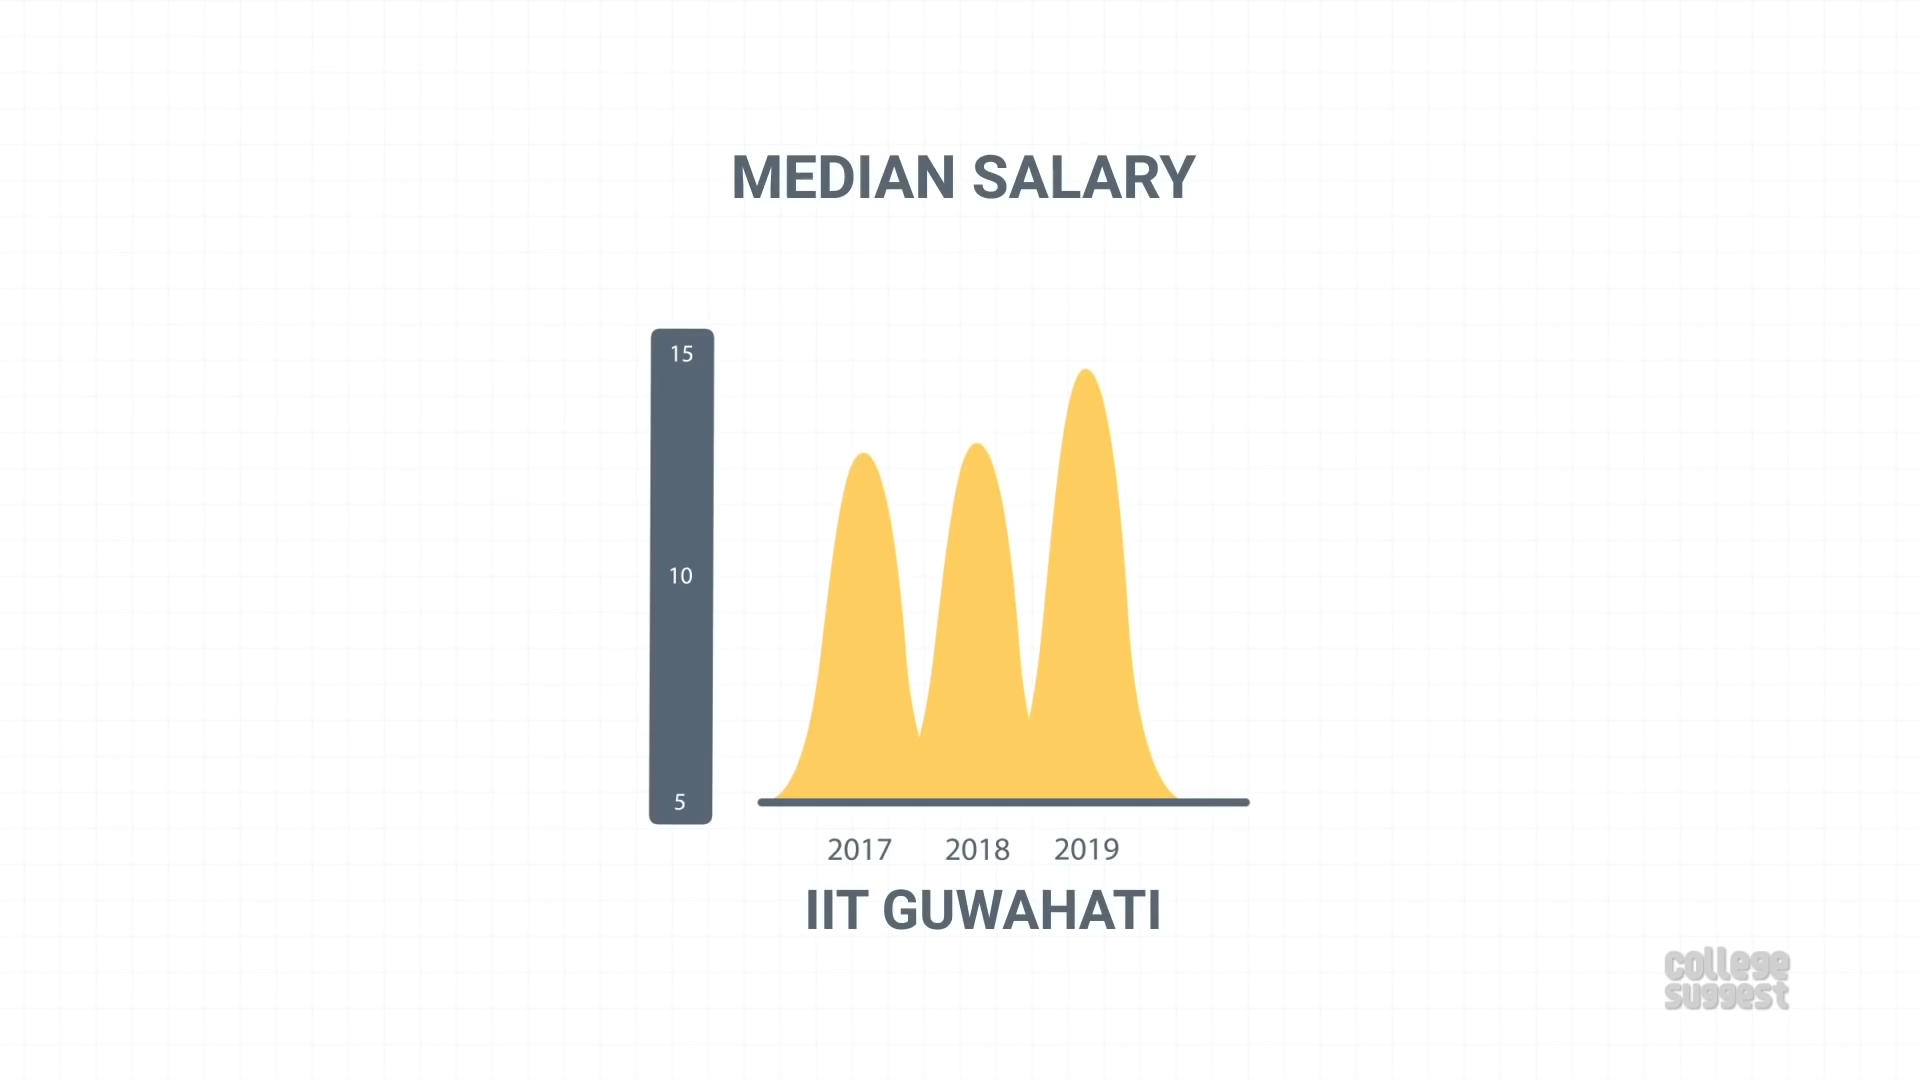 MEDIAN SALARY
15
10
5
2017 2018 2019
IIT GUWAHATI
college
suggest